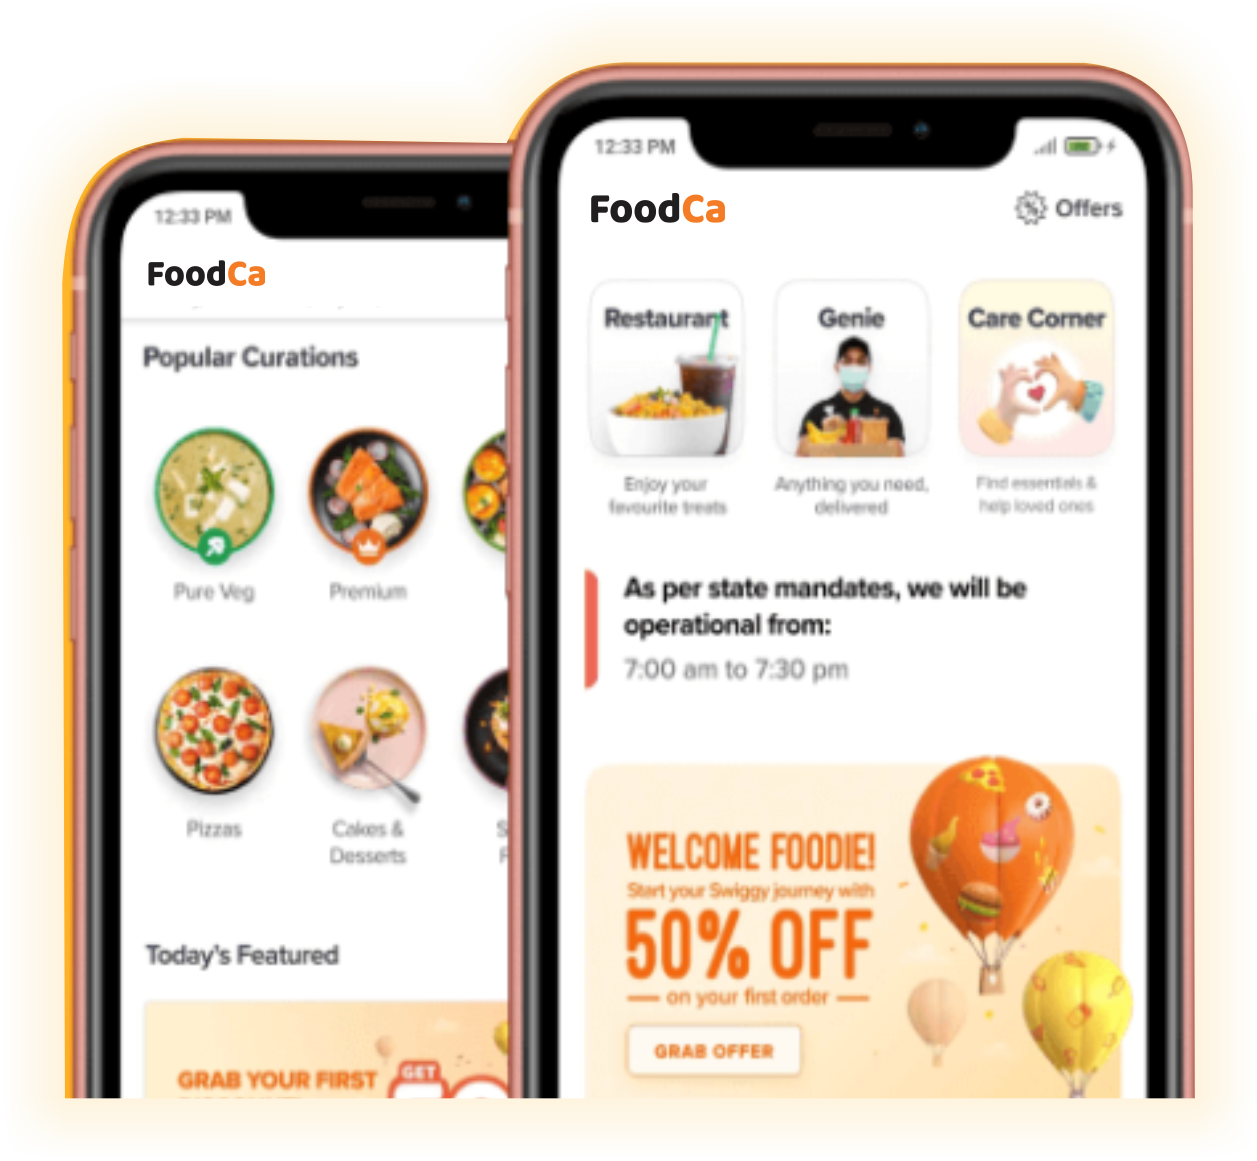 12:33 PM
FoodCa
Popular Curations
Pure Veg
Premium
Pizzas
Cakes &
Desserts
Today's Featured
GRAB YOUR FIRST
GET
12:33 PM
FoodCa
Offers
Restaurant
Genie
Care Corner
Enjoy your
favourite treats
Anything you need,
delivered
Find essentials &
help loved ones
As per state mandates, we will be
operational from:
7:00 am to 7:30 pm
WELCOME FOODIE!
Start your Swiggy journey with
50% OFF
on your first order
GRAB OFFER